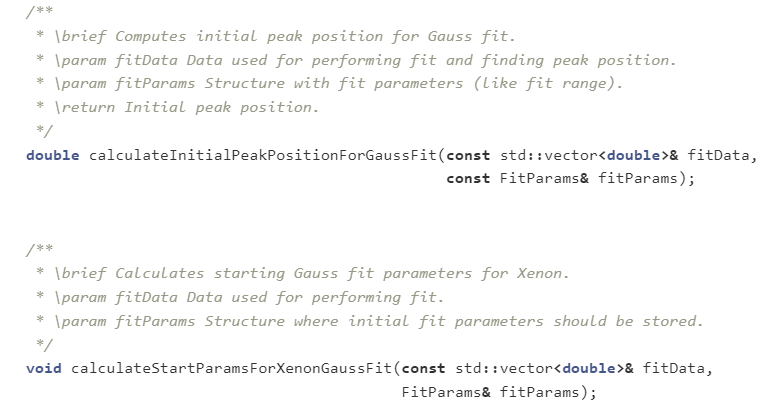 /**
 * \brief Computes initial peak position for Gauss fit.
 * \param fitData Data used for performing fit and finding peak position.
 * \param fitParams Structure with fit parameters (like fit range).
 * \return Initial peak position.
 */
double calculateInitialPeakPositionForGaussFit(const std::vector<double>& fitData,
                                               const FitParams& fitParams);
/**
 * \brief Calculates starting Gauss fit parameters for Xenon.
 * \param fitData Data used for performing fit.
 * \param fitParams Structure where initial fit parameters should be stored.
 */
void calculateStartParamsForXenonGaussFit(const std::vector<double>& fitData,
                                          FitParams& fitParams);